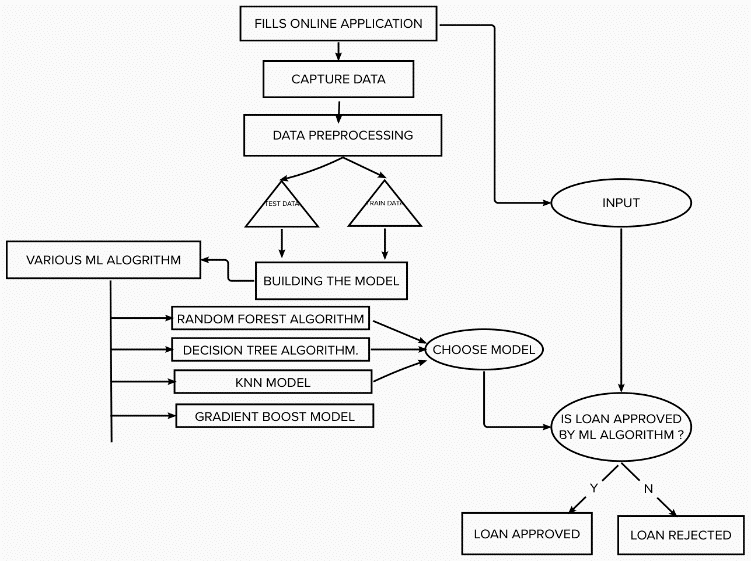 FILLS ONLINE APPLICATION
CAPTURE DATA
DATA PREPROCESSING
TEST DATA
TRAIN DATA
INPUT
VARIOUS ML ALOGRITHM
BUILDING THE MODEL
RANDOM FOREST ALGORITHM
DECISION TREE ALGORITHM.
KNN MODEL
GRADIENT BOOST MODEL
CHOOSE MODEL
IS LOAN APPROVED
BY ML ALGORITHM ?
Y
N
LOAN APPROVED
LOAN REJECTED